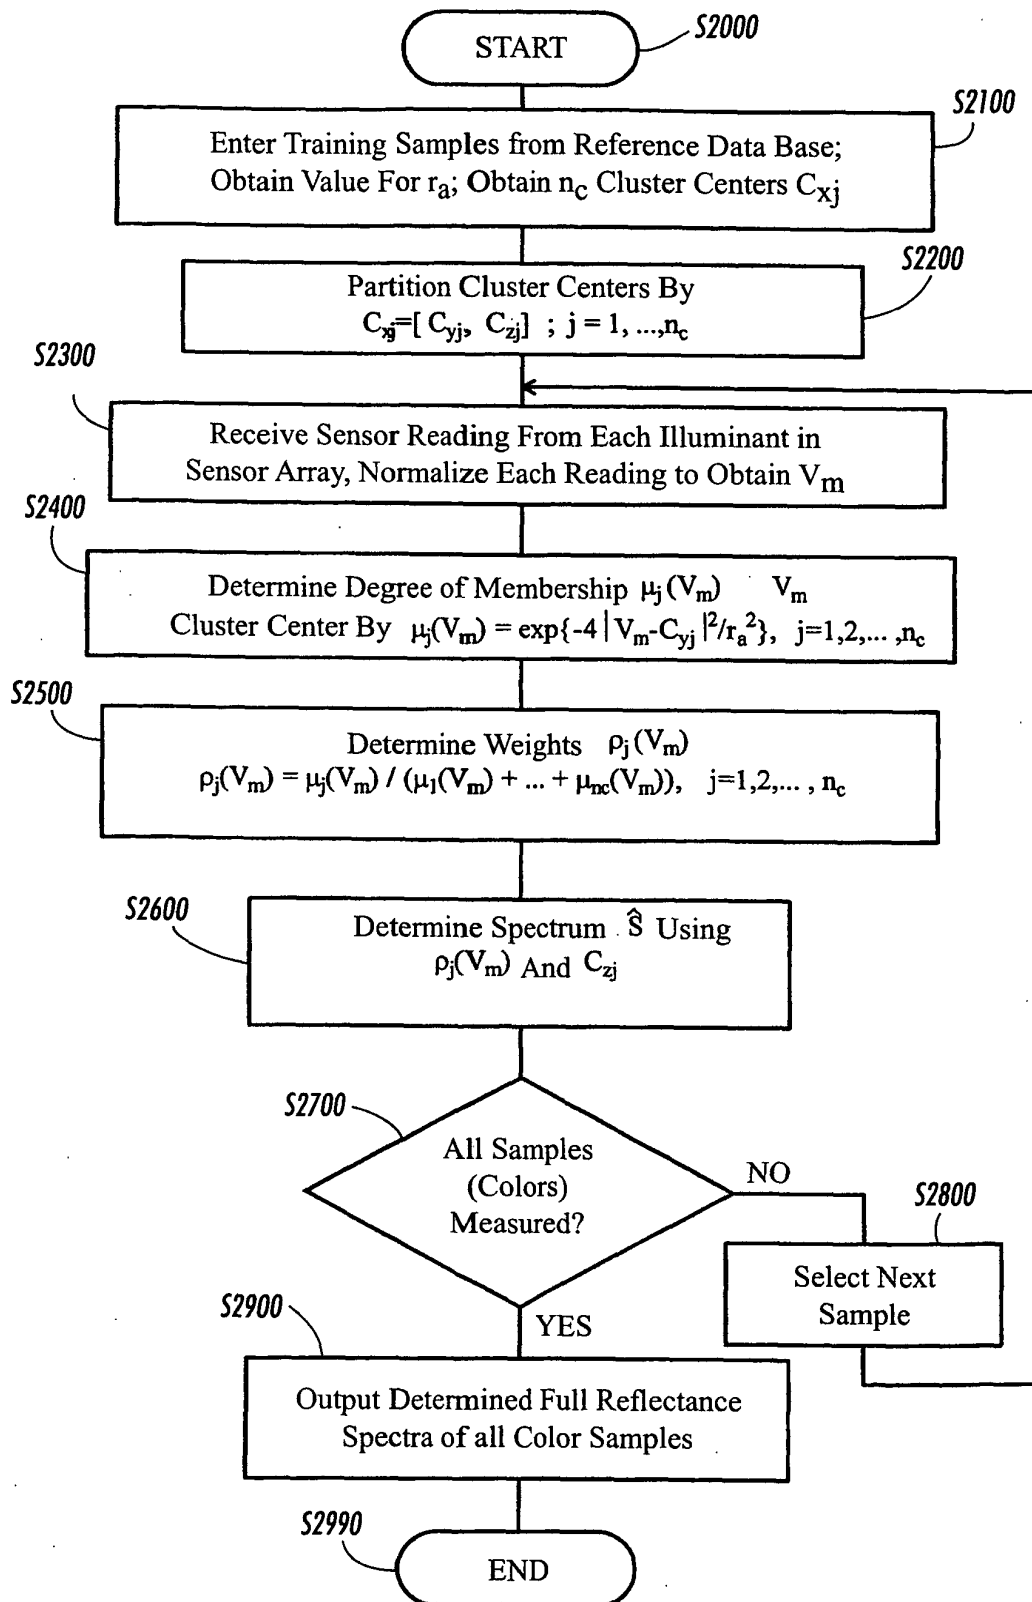 START
S2000
S2100
Enter Training Samples from Reference Data Base;
Obtain Value For r_a; Obtain n_c Cluster Centers C_xj
S2200
Partition Cluster Centers By
C_xj=[ C_yj, C_zj] ; j = 1, ...,n_c
S2300
Receive Sensor Reading From Each Illuminant in
Sensor Array, Normalize Each Reading to Obtain V_m
S2400
Determine Degree of Membership μ_j(V_m) V_m
Cluster Center By μ_j(V_m) = exp{-4|V_m-C_yj|²/r_a²}, j=1,2,... ,n_c
S2500
Determine Weights ρ_j(V_m)
ρ_j(V_m) = μ_j(V_m) / (μ_1(V_m) + ... + μ_nc(V_m)), j=1,2,... , n_c
S2600
Determine Spectrum Ŝ Using
ρ_j(V_m) And C_zj
S2700
All Samples
(Colors)
Measured?
NO
S2800
Select Next
Sample
YES
S2900
Output Determined Full Reflectance
Spectra of all Color Samples
S2990
END